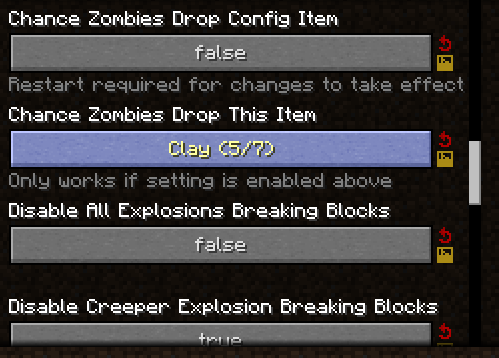 Chance Zombies Drop Config Item
false
Restart required for changes to take effect
Chance Zombies Drop This Item
Clay (5/7)
Only works if setting is enabled above
Disable All Explosions Breaking Blocks
false
Disable Creeper Explosion Breaking Blocks
true